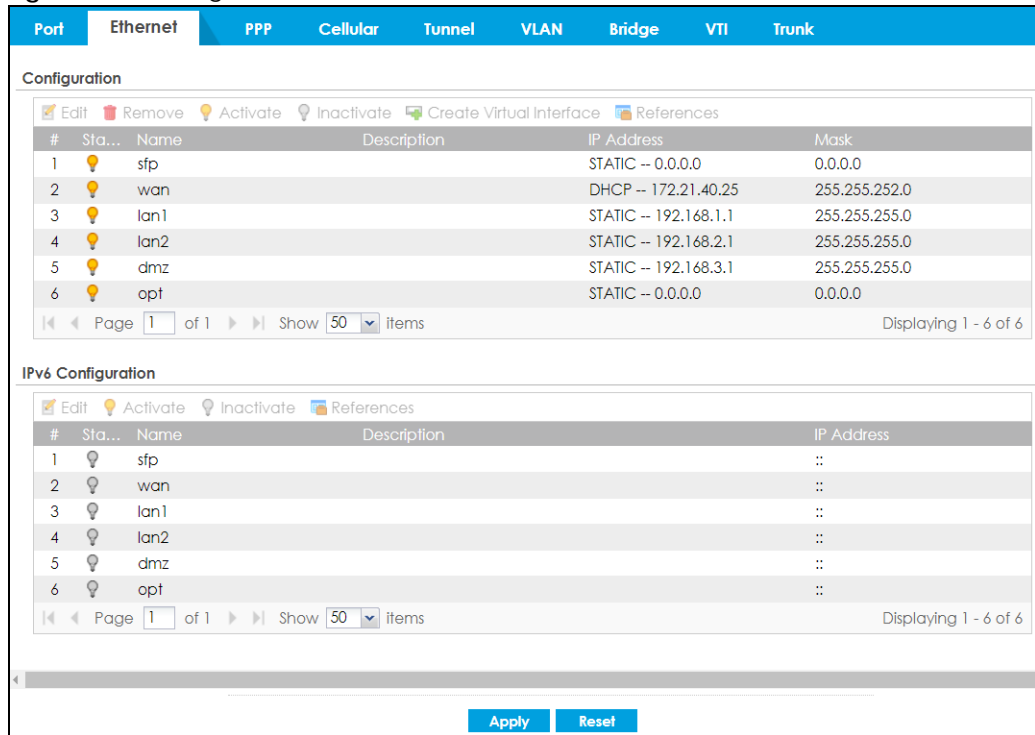 Port Ethernet PPP Cellular Tunnel VLAN Bridge VTI Trunk
Configuration
Edit Remove Activate Inactivate Create Virtual Interface References
# Sta... Name Description IP Address Mask
1 sfp STATIC -- 0.0.0.0 0.0.0.0
2 wan DHCP -- 172.21.40.25 255.255.252.0
3 lan1 STATIC -- 192.168.1.1 255.255.255.0
4 lan2 STATIC -- 192.168.2.1 255.255.255.0
5 dmz STATIC -- 192.168.3.1 255.255.255.0
6 opt STATIC -- 0.0.0.0 0.0.0.0
Page 1 of 1 Show 50 items Displaying 1 - 6 of 6
IPv6 Configuration
Edit Activate Inactivate References
# Sta... Name Description IP Address
1 sfp ::
2 wan ::
3 lan1 ::
4 lan2 ::
5 dmz ::
6 opt ::
Page 1 of 1 Show 50 items Displaying 1 - 6 of 6
Apply Reset